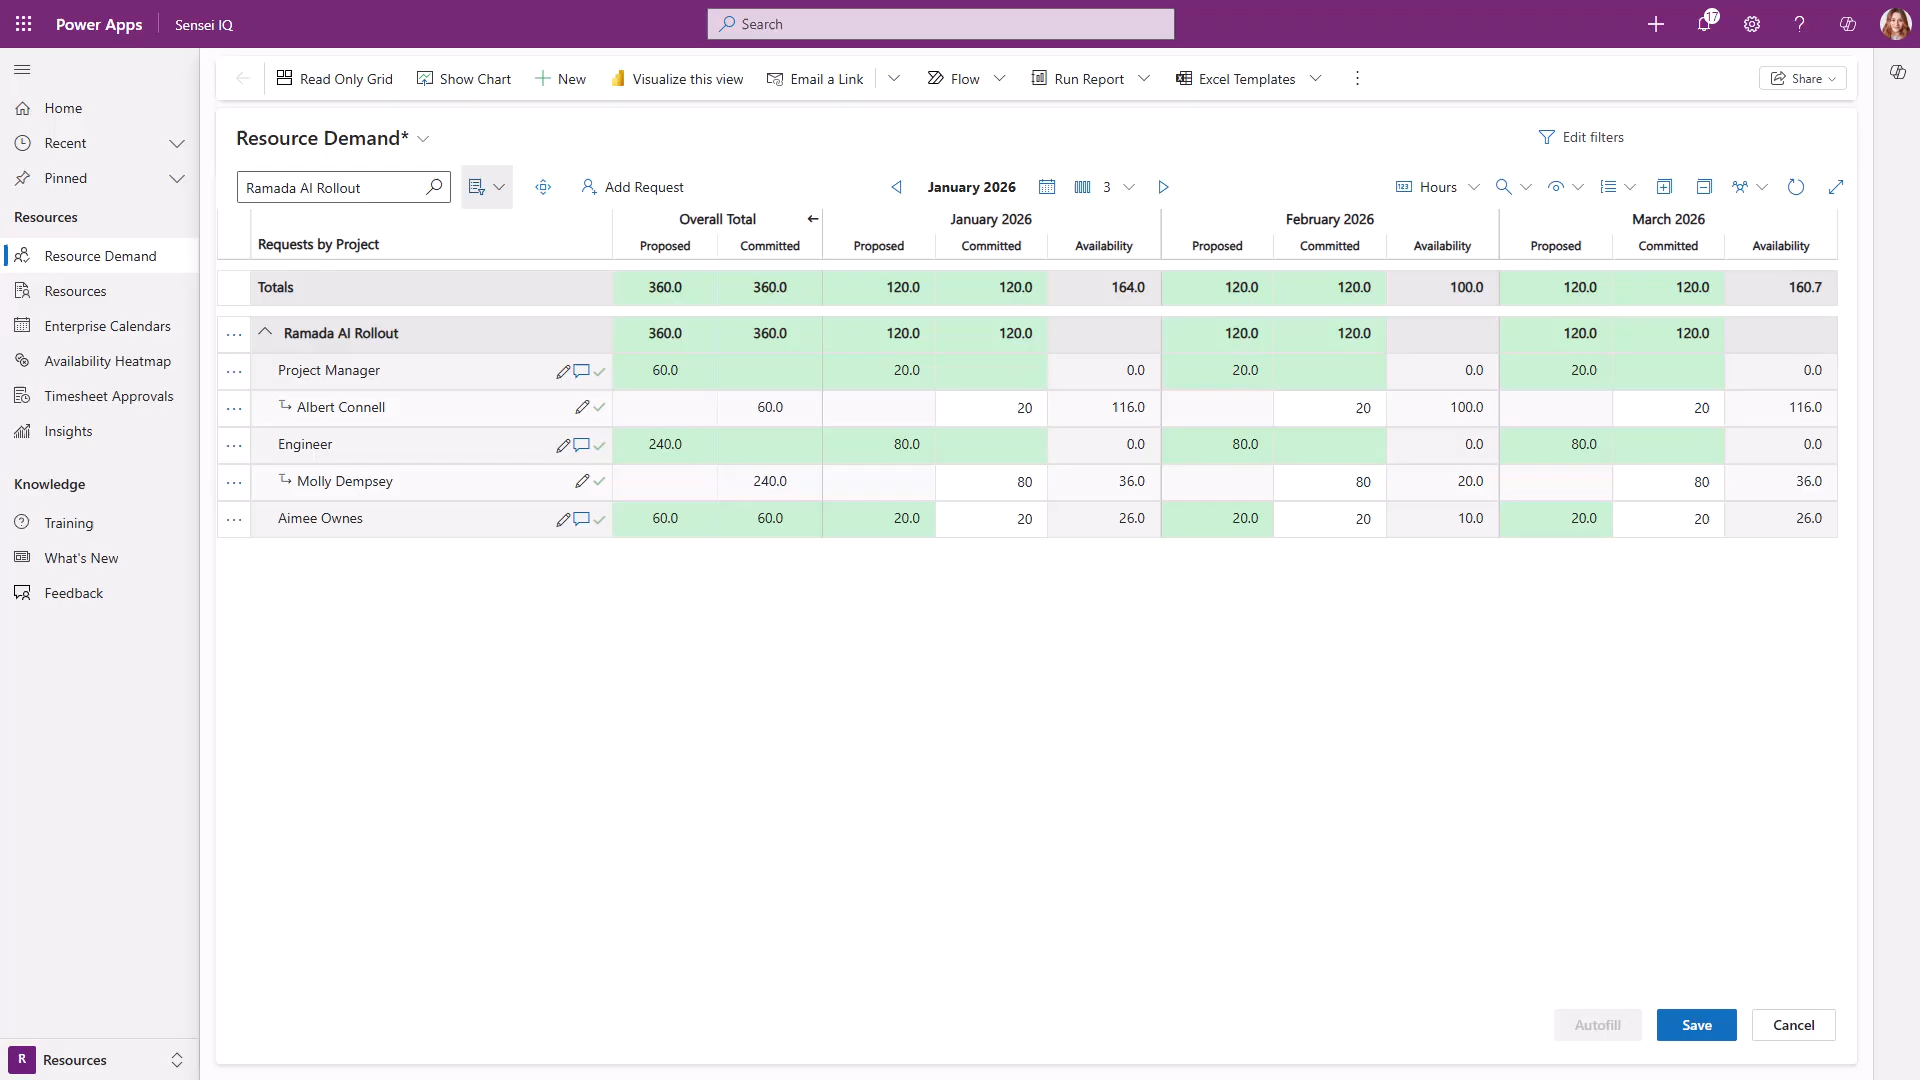 Power Apps
Sensei IQ
Search
17
Home
Recent
Pinned
Resources
Resource Demand
Resources
Enterprise Calendars
Availability Heatmap
Timesheet Approvals
Insights
Knowledge
Training
What's New
Feedback
R Resources
Read Only Grid Show Chart New Visualize this view Email a Link Flow Run Report Excel Templates Share
Resource Demand*
Edit filters
Ramada AI Rollout
Add Request
January 2026
3
Hours
Overall Total January 2026 February 2026 March 2026
Requests by Project Proposed Committed Proposed Committed Availability Proposed Committed Availability Proposed Committed Availability
Totals 360.0 360.0 120.0 120.0 164.0 120.0 120.0 100.0 120.0 120.0 160.7
Ramada AI Rollout 360.0 360.0 120.0 120.0 120.0 120.0 120.0 120.0
Project Manager 60.0 20.0 0.0 20.0 0.0 20.0 0.0
Albert Connell 60.0 20 116.0 20 100.0 20 116.0
Engineer 240.0 80.0 0.0 80.0 0.0 80.0 0.0
Molly Dempsey 240.0 80 36.0 80 20.0 80 36.0
Aimee Ownes 60.0 60.0 20.0 20 26.0 20.0 20 10.0 20.0 20 26.0
Autofill Save Cancel